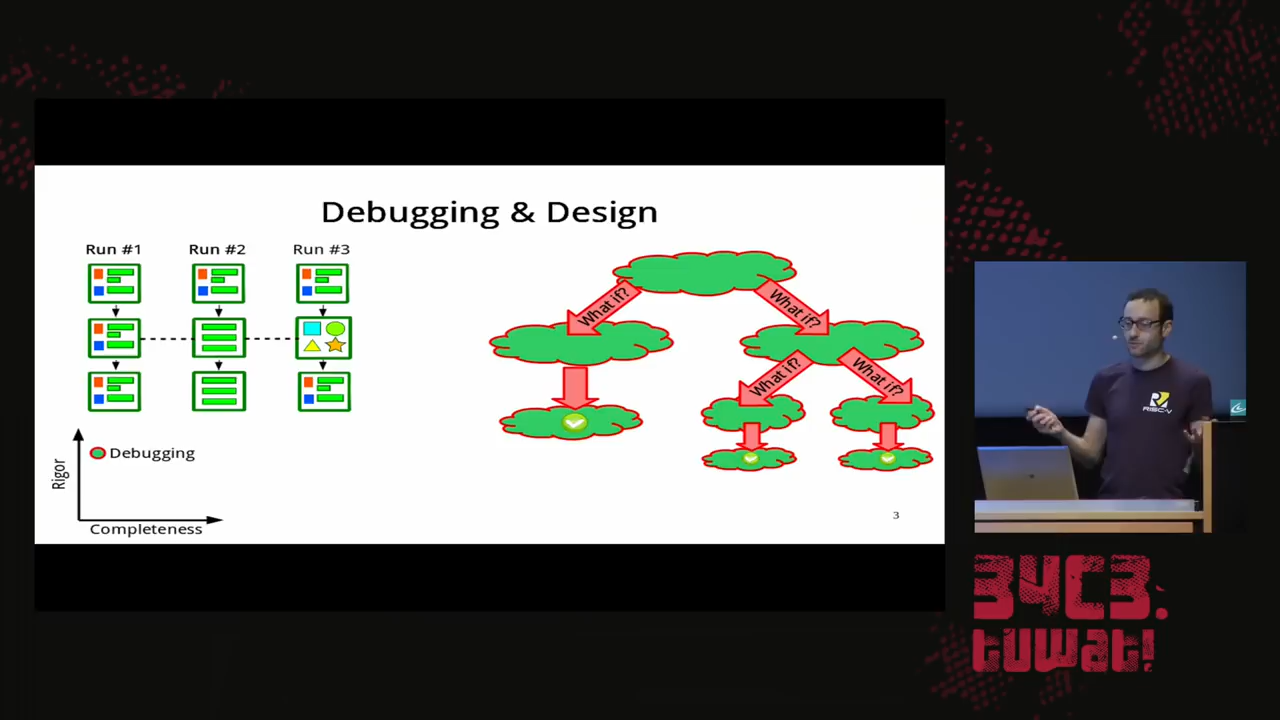 Debugging & Design
Run #1 Run #2 Run #3
What if? What if?
What if? What if?
Rigor
Debugging
Completeness
3
RISC-V
34C3.
tuwat!